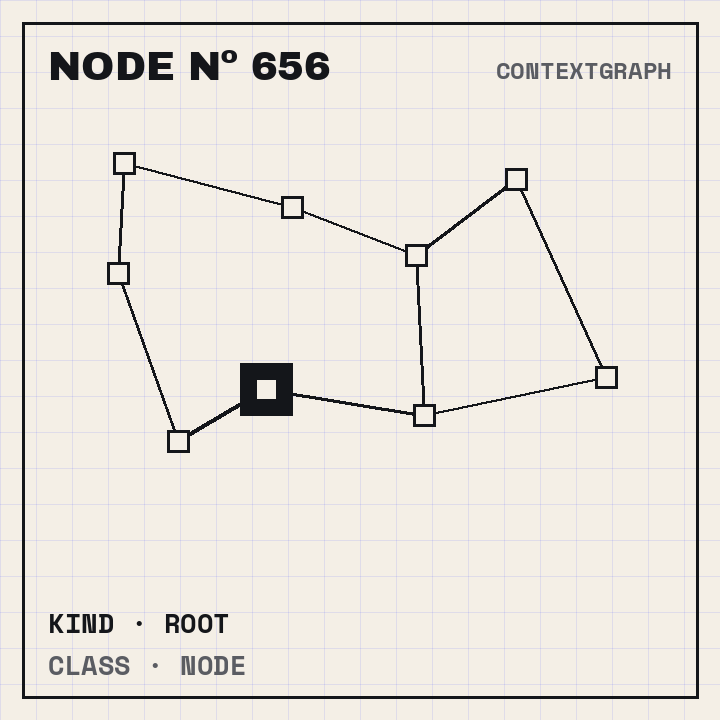 NODE Nº 656
CONTEXTGRAPH
KIND · ROOT
CLASS · NODE